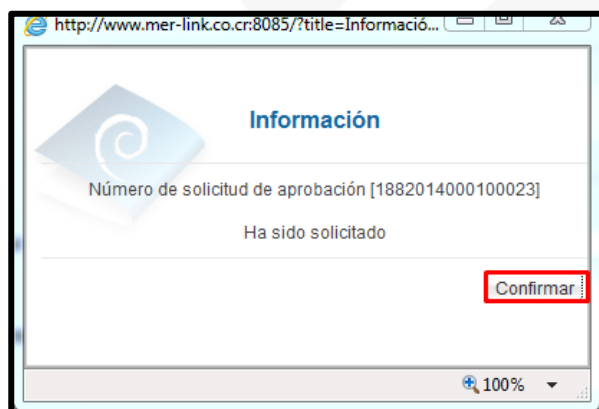 http://www.mer-link.co.cr:8085/?title=Informació...
Información
Número de solicitud de aprobación [1882014000100023]
Ha sido solicitado
Confirmar
100%